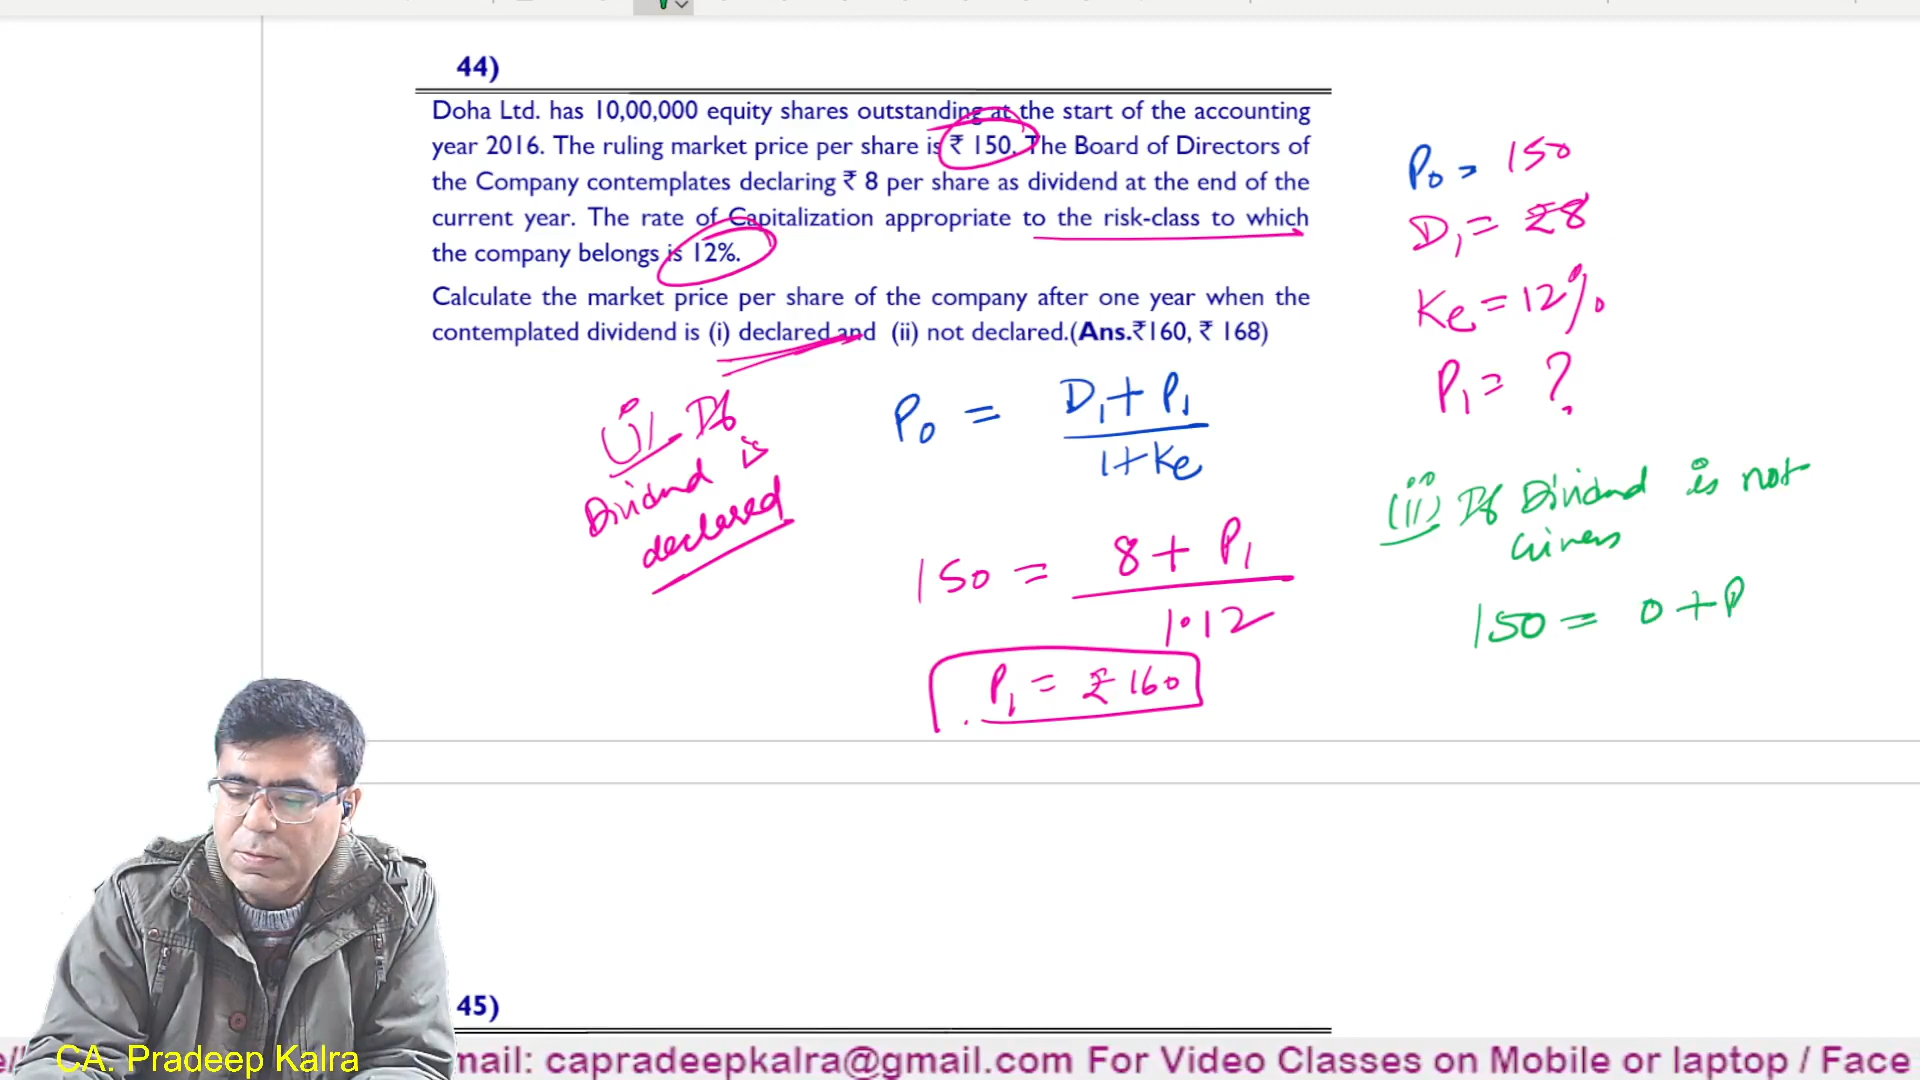 44)
Doha Ltd. has 10,00,000 equity shares outstanding at the start of the accounting
year 2016. The ruling market price per share is ₹ 150. The Board of Directors of
the Company contemplates declaring ₹ 8 per share as dividend at the end of the
current year. The rate of Capitalization appropriate to the risk-class to which
the company belongs is 12%.
Calculate the market price per share of the company after one year when the
contemplated dividend is (i) declared and (ii) not declared.(Ans.₹160, ₹ 168)
P₀ = 150
D₁ = ₹8
Ke = 12%
P₁ = ?
(i) If
Dividend is
declared
P₀ = D₁ + P₁
1+Ke
150 = 8 + P₁
1.12
P₁ = ₹160
(ii) If Dividend is not
Given
150 = 0 + P
45)
CA. Pradeep Kalra
mail: capradeepkalra@gmail.com For Video Classes on Mobile or laptop / Face